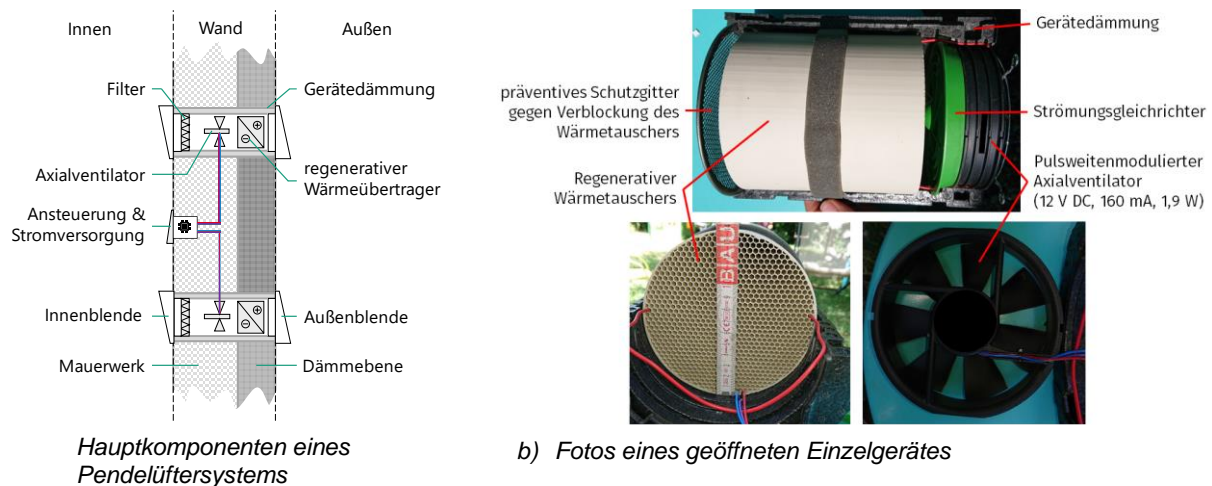 Innen
Wand
Außen
Filter
Gerätedämmung
Axialventilator
regenerativer
Wärmeübertrager
Ansteuerung &
Stromversorgung
Innenblende
Außenblende
Mauerwerk
Dämmebene
Hauptkomponenten eines
Pendelüftersystems
Gerätedämmung
präventives Schutzgitter
gegen Verblockung des
Wärmetauschers
Strömungsgleichrichter
Regenerativer
Wärmetauschers
Pulsweitenmodulierter
Axialventilator
(12 V DC, 160 mA, 1,9 W)
BAU
b) Fotos eines geöffneten Einzelgerätes